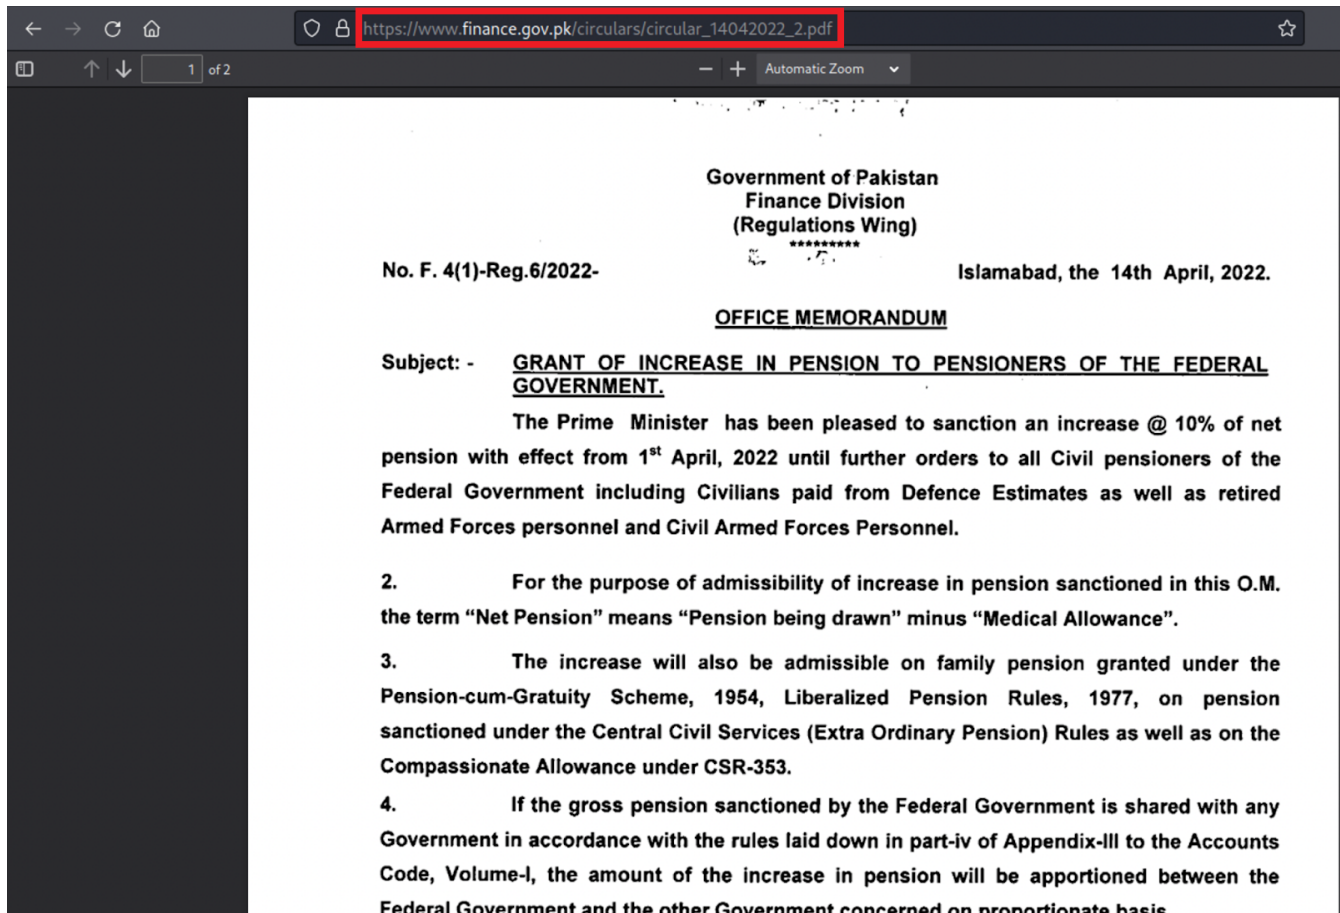 https://www.finance.gov.pk/circulars/circular_14042022_2.pdf
1 of 2
Automatic Zoom
Government of Pakistan
Finance Division
(Regulations Wing)
*********
No. F. 4(1)-Reg.6/2022- Islamabad, the 14th April, 2022.
OFFICE MEMORANDUM
Subject: - GRANT OF INCREASE IN PENSION TO PENSIONERS OF THE FEDERAL
GOVERNMENT.
The Prime Minister has been pleased to sanction an increase @ 10% of net
pension with effect from 1st April, 2022 until further orders to all Civil pensioners of the
Federal Government including Civilians paid from Defence Estimates as well as retired
Armed Forces personnel and Civil Armed Forces Personnel.
2. For the purpose of admissibility of increase in pension sanctioned in this O.M.
the term “Net Pension” means “Pension being drawn” minus “Medical Allowance”.
3. The increase will also be admissible on family pension granted under the
Pension-cum-Gratuity Scheme, 1954, Liberalized Pension Rules, 1977, on pension
sanctioned under the Central Civil Services (Extra Ordinary Pension) Rules as well as on the
Compassionate Allowance under CSR-353.
4. If the gross pension sanctioned by the Federal Government is shared with any
Government in accordance with the rules laid down in part-iv of Appendix-III to the Accounts
Code, Volume-I, the amount of the increase in pension will be apportioned between the
Federal Government and the other Government concerned on proportionate basis.